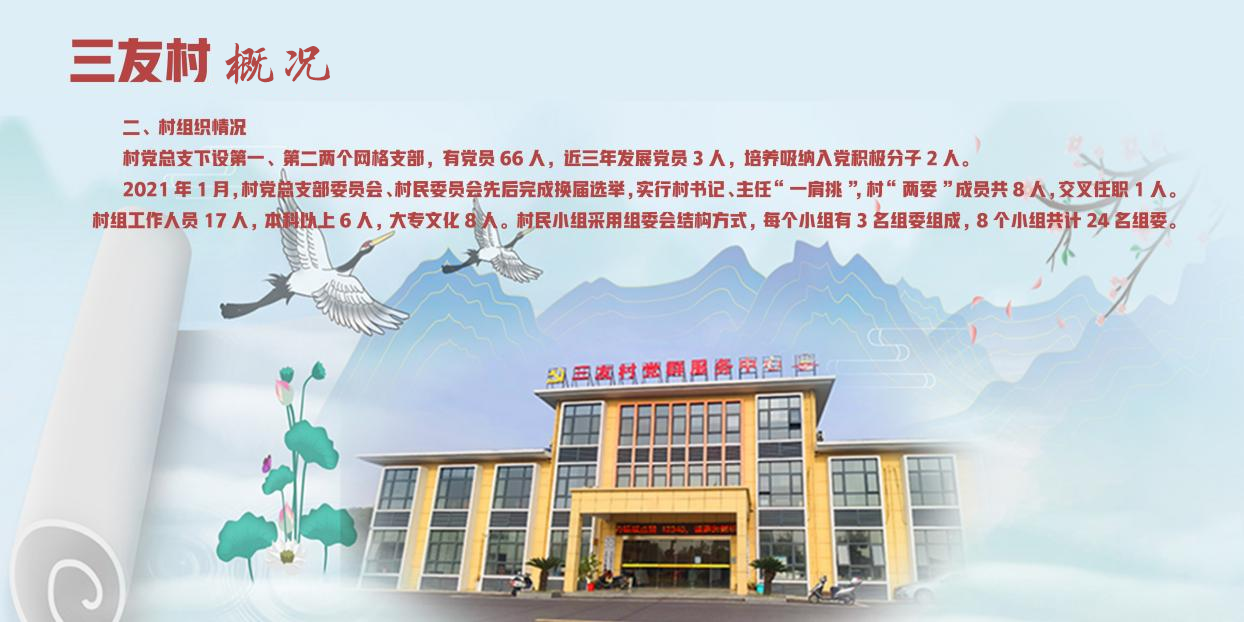 三友村 概况
二、村组织情况
村党总支下设第一、第二两个网格支部，有党员 66 人，近三年发展党员 3 人，培养吸纳入党积极分子 2 人。
2021 年 1 月，村党总支部委员会、村民委员会先后完成换届选举，实行村书记、主任“一肩挑”，村“两委”成员共 8 人，交叉任职 1 人。
村组工作人员 17 人，本科以上 6 人，大专文化 8 人。村民小组采用组委会结构方式，每个小组有 3 名组委组成，8 个小组共计 24 名组委。
三友村党群服务中心